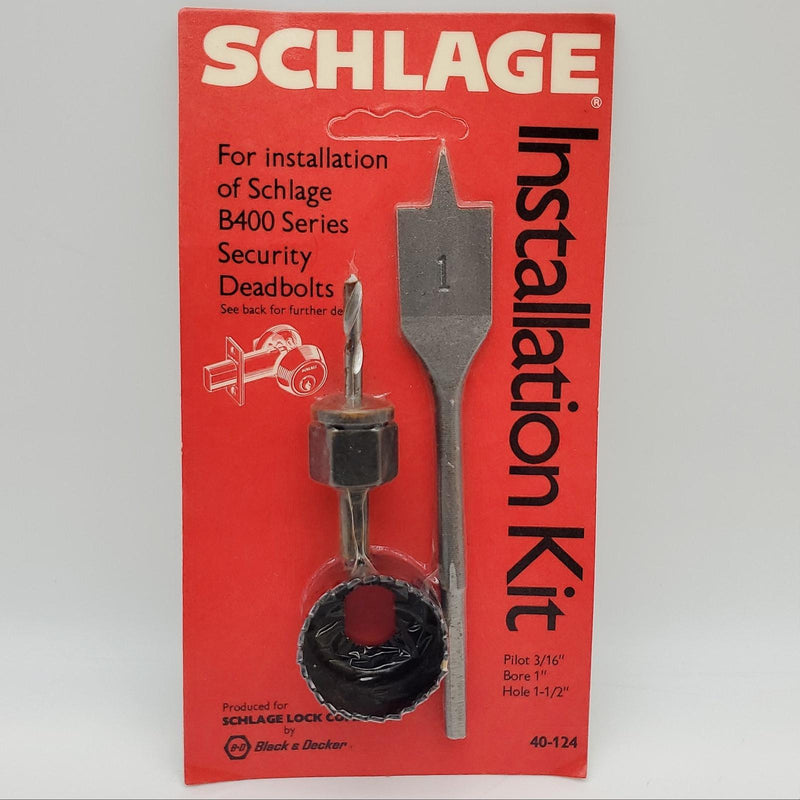 SCHLAGE®
Installation Kit
For installation
of Schlage
B400 Series
Security
Deadbolts
See back for further de
SCHLAGE
1
Pilot 3/16"
Bore 1"
Hole 1-1/2"
Produced for
SCHLAGE LOCK CO
by
B-D Black & Decker
40-124